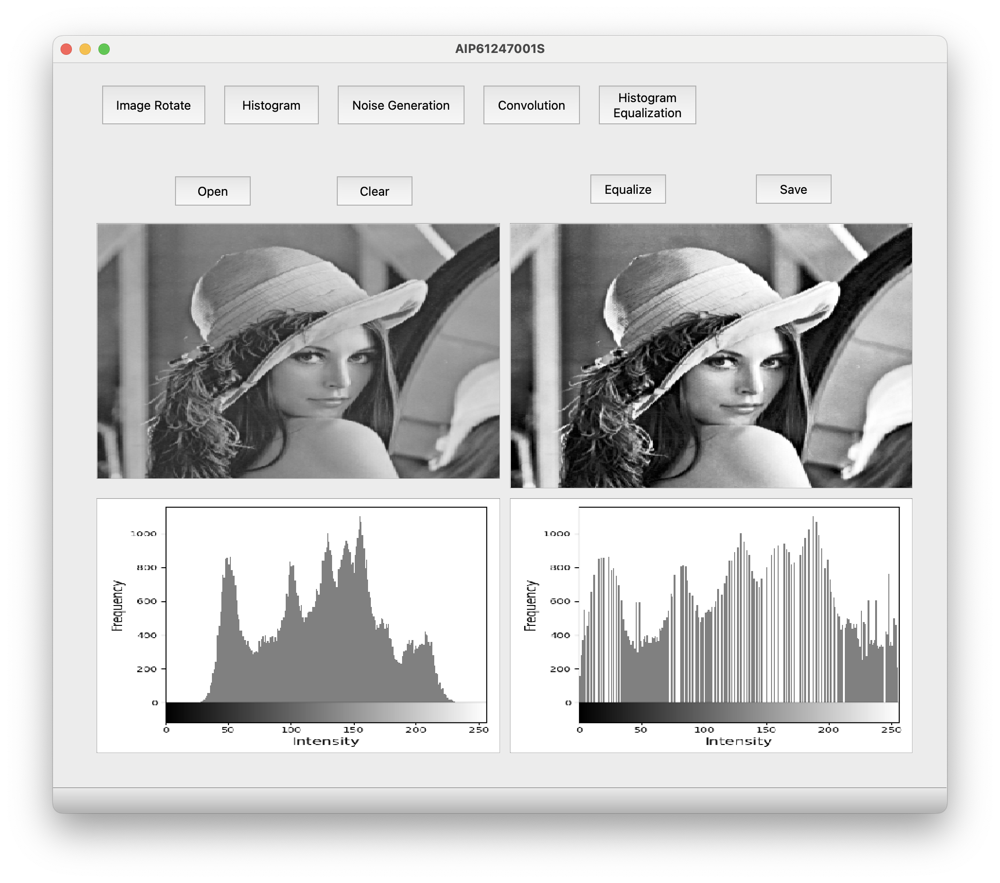 AIP61247001S
Image Rotate
Histogram
Noise Generation
Convolution
Histogram
Equalization
Open
Clear
Equalize
Save
1000
800
600
400
200
0
Frequency
0 50 100 150 200 250
Intensity
1000
800
600
400
200
0
Frequency
0 50 100 150 200 250
Intensity